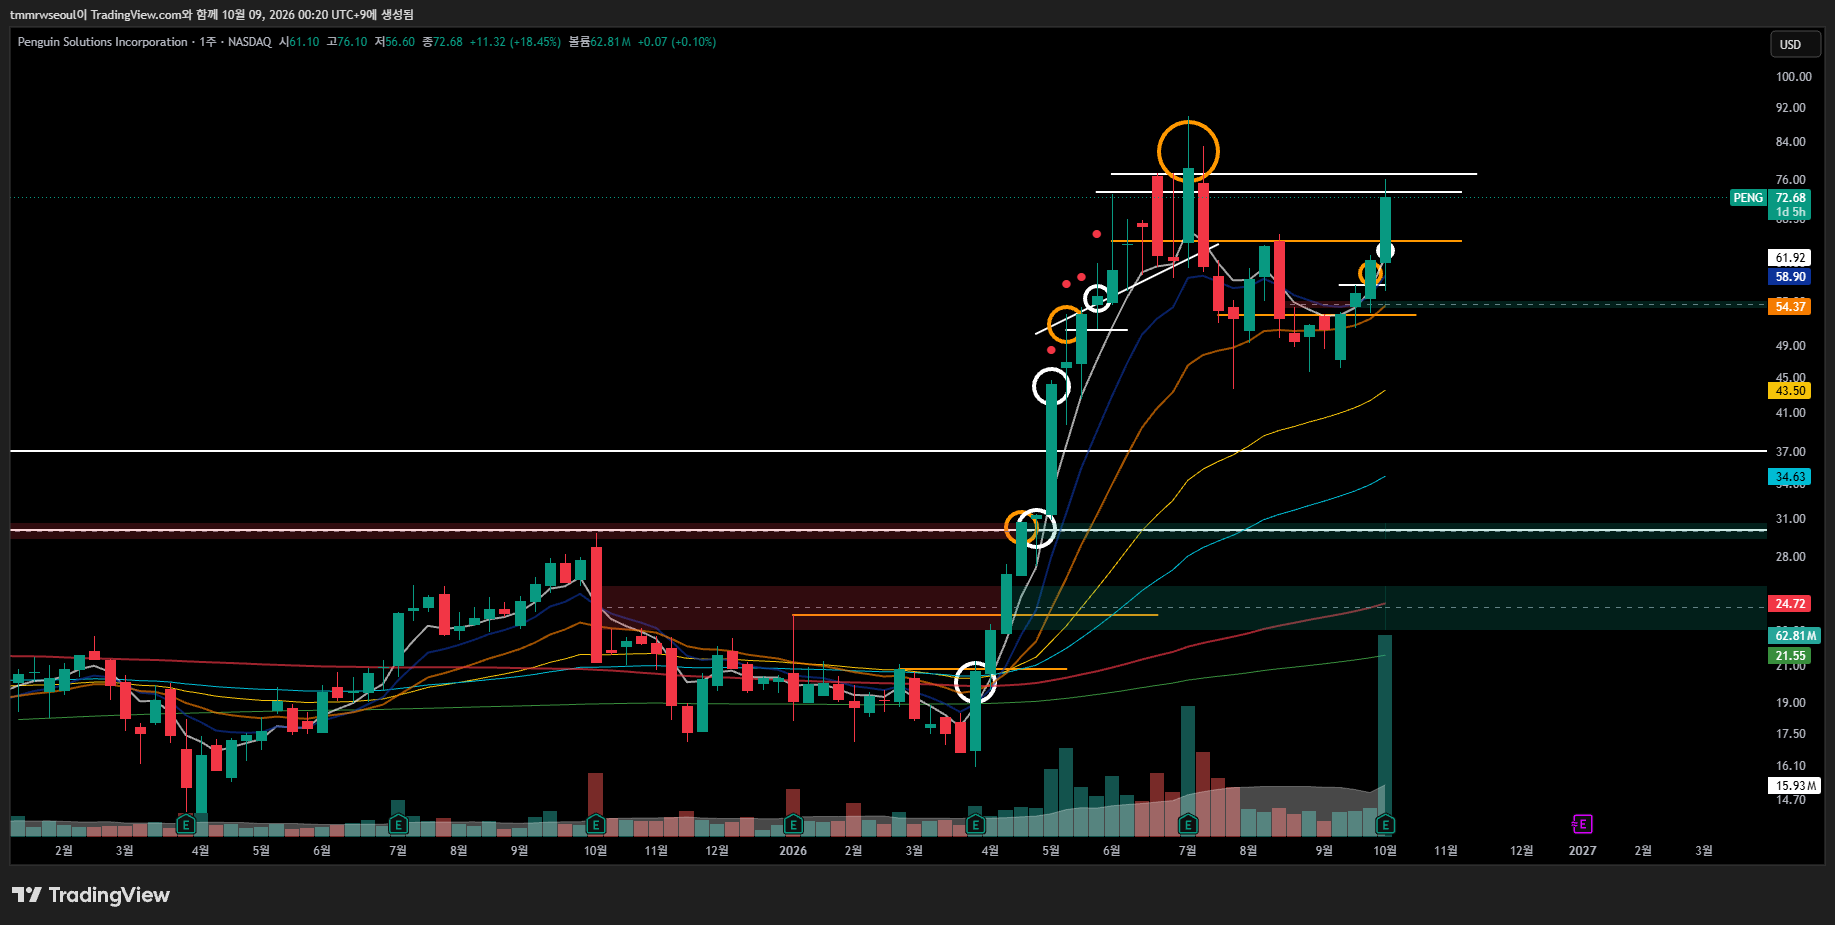 tmmrwseoul이 TradingView.com와 함께 10월 09, 2026 00:20 UTC+9에 생성됨
Penguin Solutions Incorporation · 1주 · NASDAQ 시61.10 고76.10 저56.60 종72.68 +11.32 (+18.45%) 볼륨62.81M +0.07 (+0.10%)
USD
100.00
92.00
84.00
76.00
PENG 72.68
1d 5h
61.92
58.90
54.37
49.00
45.00
43.50
41.00
37.00
34.63
31.00
28.00
24.72
62.81M
21.55
21.00
19.00
17.50
16.10
15.93M
14.70
E E E E E E E E
2월 3월 4월 5월 6월 7월 8월 9월 10월 11월 12월 2026 2월 3월 4월 5월 6월 7월 8월 9월 10월 11월 12월 2027 2월 3월
TradingView